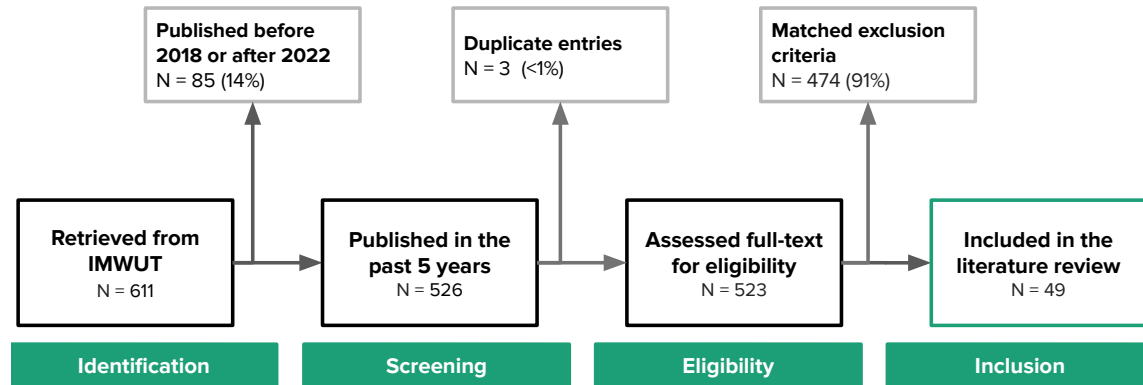 Published before
2018 or after 2022
N = 85 (14%)
Duplicate entries
N = 3 (<1%)
Matched exclusion
criteria
N = 474 (91%)
Retrieved from
IMWUT
N = 611
Published in the
past 5 years
N = 526
Assessed full-text
for eligibility
N = 523
Included in the
literature review
N = 49
Identification
Screening
Eligibility
Inclusion